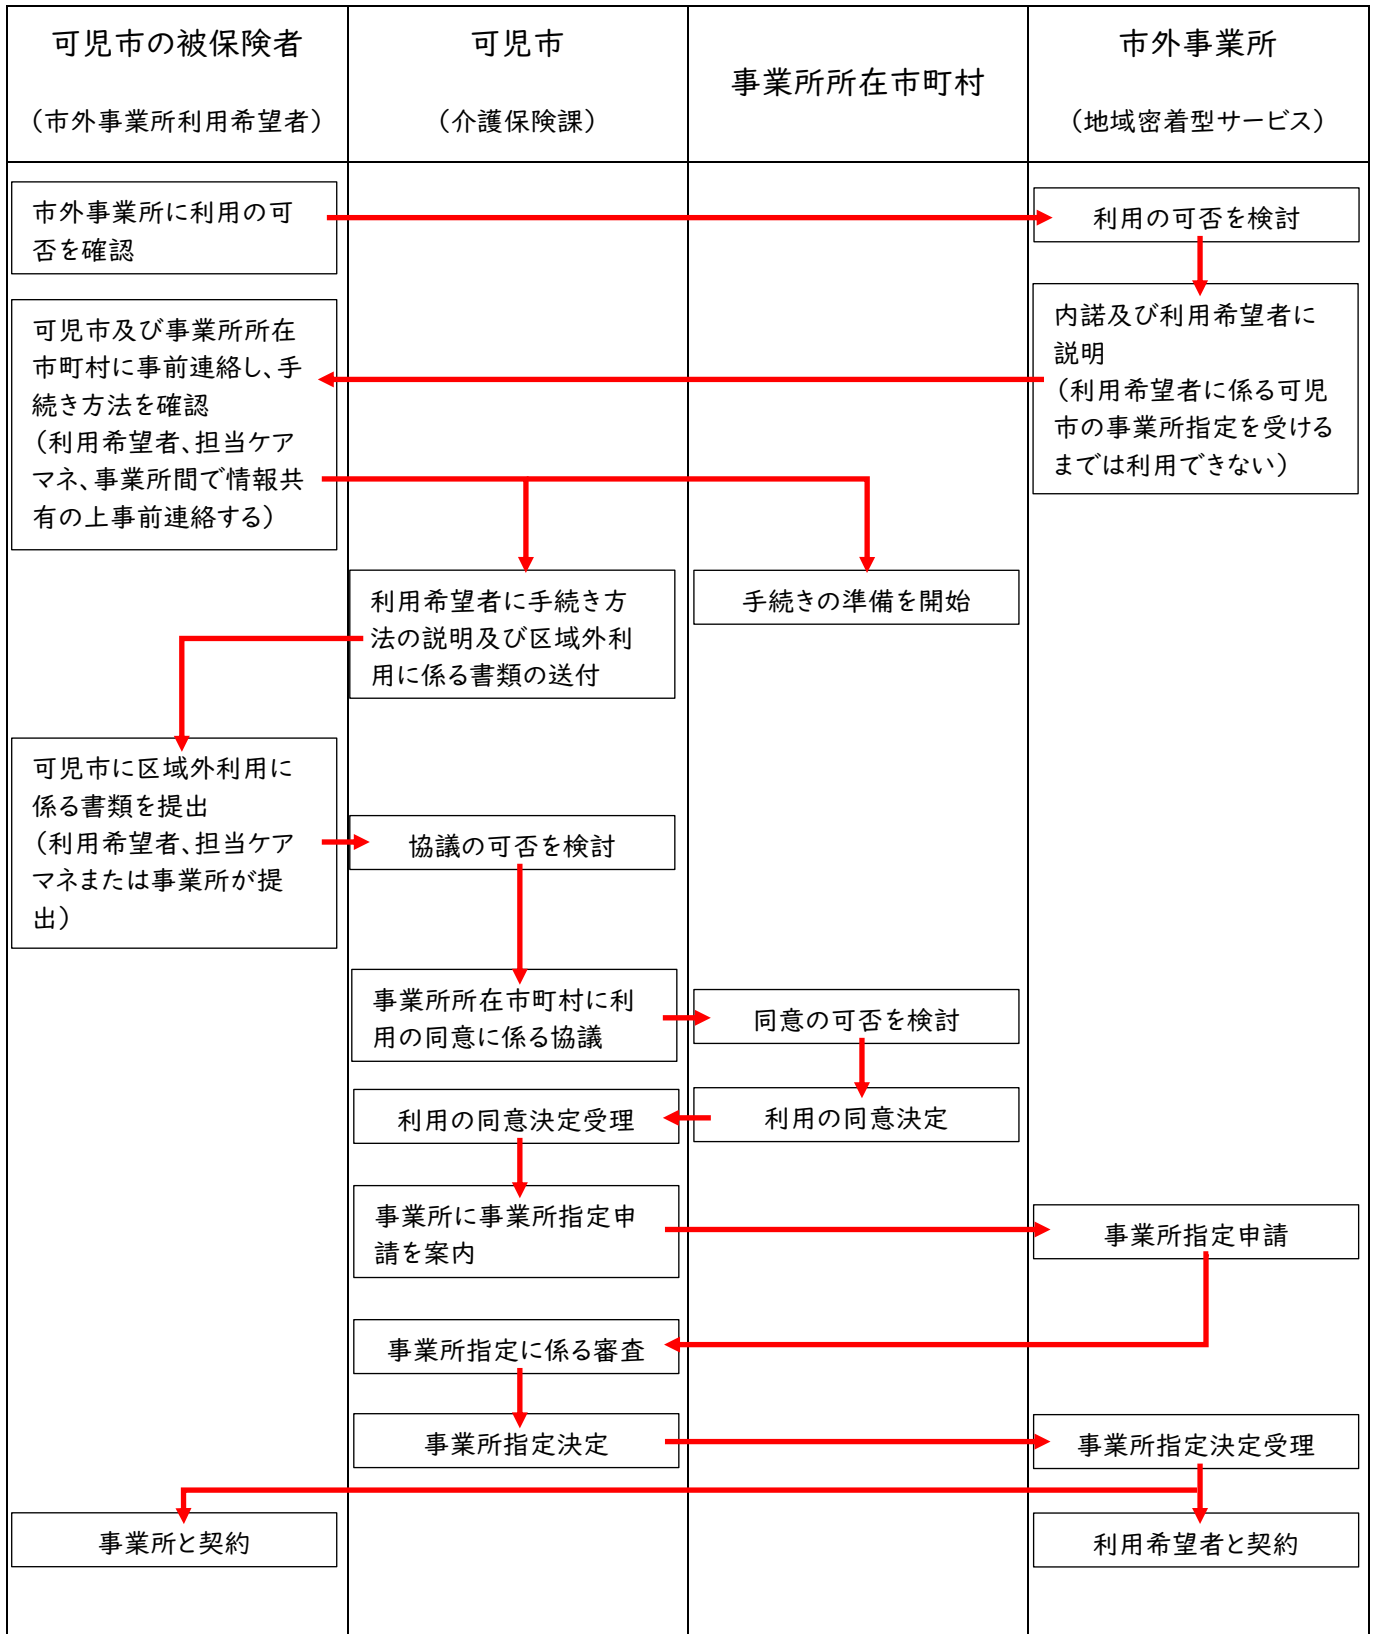 可児市の被保険者
（市外事業所利用希望者）
可児市
（介護保険課）
事業所所在市町村
市外事業所
（地域密着型サービス）
市外事業所に利用の可
否を確認
利用の可否を検討
内諾及び利用希望者に
説明
（利用希望者に係る可児
市の事業所指定を受ける
までは利用できない）
可児市及び事業所所在
市町村に事前連絡し、手
続き方法を確認
（利用希望者、担当ケア
マネ、事業所間で情報共
有の上事前連絡する）
利用希望者に手続き方
法の説明及び区域外利
用に係る書類の送付
手続きの準備を開始
可児市に区域外利用に
係る書類を提出
（利用希望者、担当ケア
マネまたは事業所が提
出）
協議の可否を検討
事業所所在市町村に利
用の同意に係る協議
同意の可否を検討
利用の同意決定受理
利用の同意決定
事業所に事業所指定申
請を案内
事業所指定申請
事業所指定に係る審査
事業所指定決定
事業所指定決定受理
事業所と契約
利用希望者と契約